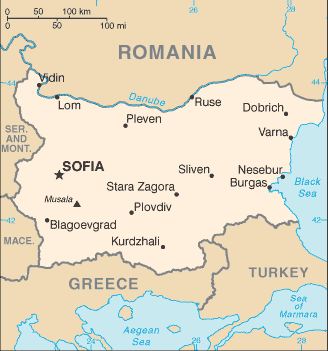 0 50 100 km
0 50 100 mi
26
28
ROMANIA
44
44
Vidin
Lom
Danube
Ruse
Dobrich
Pleven
Varna
SER.
AND
MONT.
SOFIA
Sliven
Nesebur
Burgas
Black
Sea
Musala
Stara Zagora
Plovdiv
42
42
Blagoevgrad
MACE.
Kurdzhali
GREECE
TURKEY
Sea
of
Marmara
Aegean
Sea
24
26